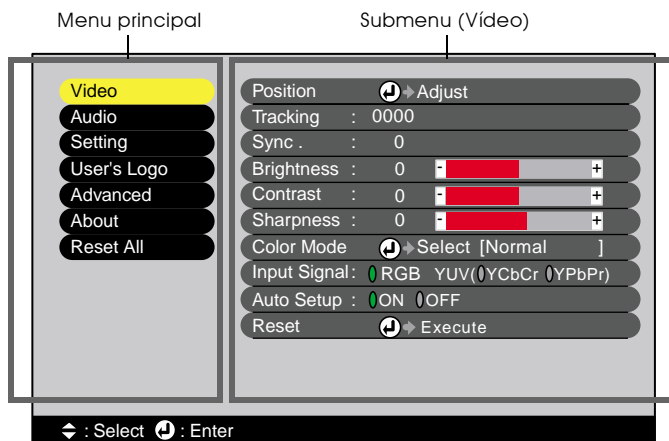 Menu principal
Submenu (Vídeo)
Video
Audio
Setting
User's Logo
Advanced
About
Reset All
Position Adjust
Tracking : 0000
Sync . : 0
Brightness : 0 - +
Contrast : 0 - +
Sharpness : 0 - +
Color Mode Select [Normal ]
Input Signal : RGB YUV( YCbCr YPbPr)
Auto Setup : ON OFF
Reset Execute
: Select : Enter